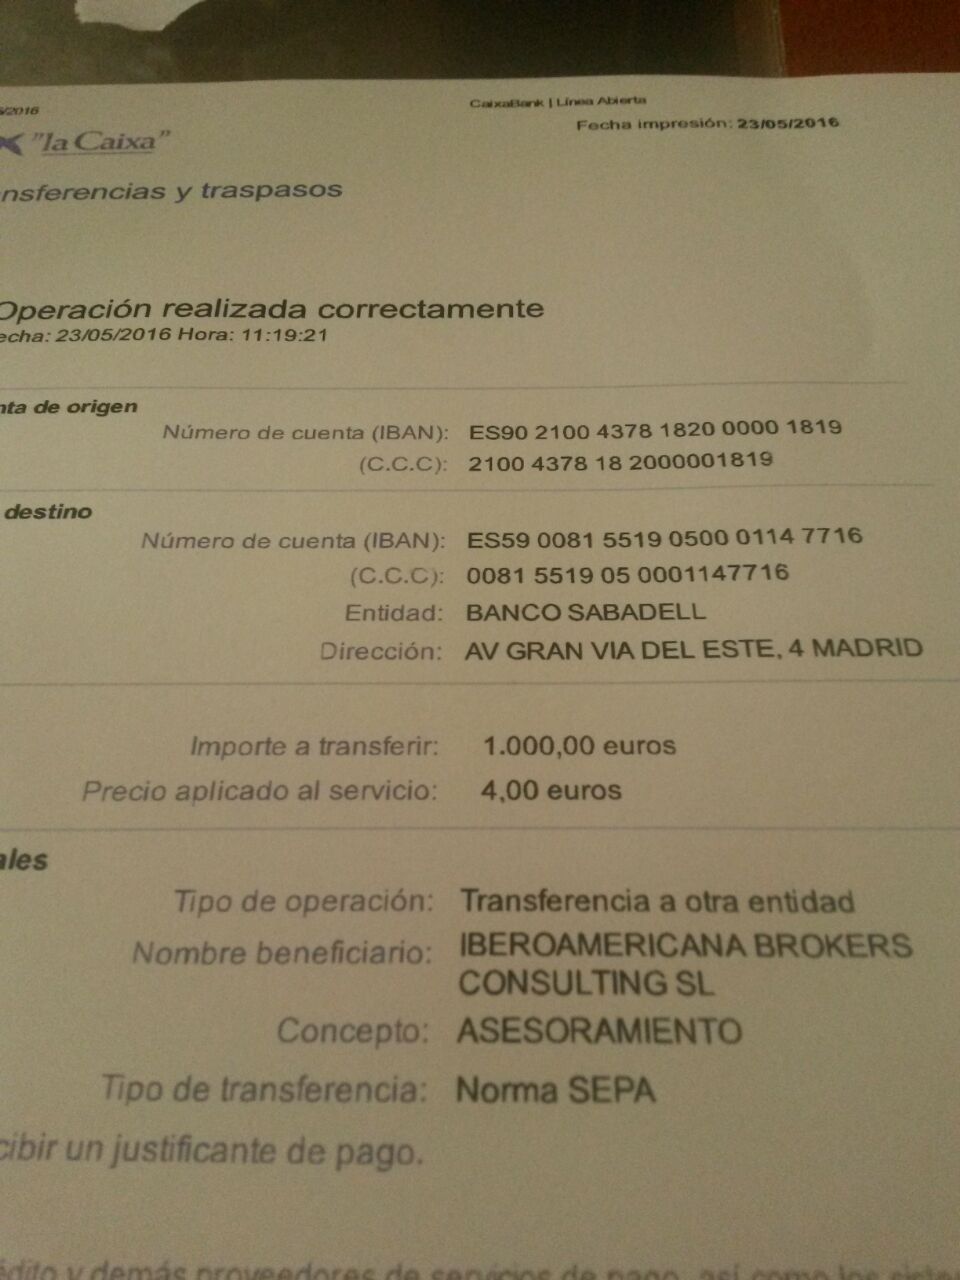 5/2016
CaixaBank | Línea Abierta
Fecha impresión: 23/05/2016
"la Caixa"
nsferencias y traspasos
Operación realizada correctamente
echa: 23/05/2016 Hora: 11:19:21
nta de origen
Número de cuenta (IBAN): ES90 2100 4378 1820 0000 1819
(C.C.C): 2100 4378 18 2000001819
destino
Número de cuenta (IBAN): ES59 0081 5519 0500 0114 7716
(C.C.C): 0081 5519 05 0001147716
Entidad: BANCO SABADELL
Dirección: AV GRAN VIA DEL ESTE, 4 MADRID
Importe a transferir: 1.000,00 euros
Precio aplicado al servicio: 4,00 euros
ales
Tipo de operación: Transferencia a otra entidad
Nombre beneficiario: IBEROAMERICANA BROKERS
CONSULTING SL
Concepto: ASESORAMIENTO
Tipo de transferencia: Norma SEPA
cibir un justificante de pago.
édito y demás proveedores de servicios de pago, así como los